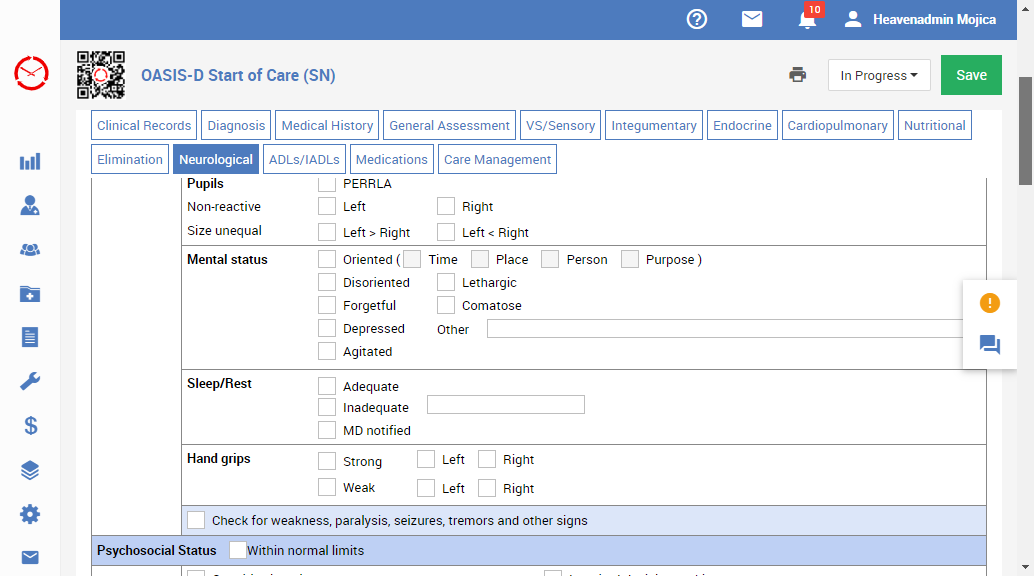 10
Heavenadmin Mojica
OASIS-D Start of Care (SN)
In Progress
Save
Clinical Records
Diagnosis
Medical History
General Assessment
VS/Sensory
Integumentary
Endocrine
Cardiopulmonary
Nutritional
Elimination
Neurological
ADLs/IADLs
Medications
Care Management
Pupils PERRLA
Non-reactive Left Right
Size unequal Left > Right Left < Right
Mental status Oriented ( Time Place Person Purpose )
Disoriented Lethargic
Forgetful Comatose
Depressed Other
Agitated
Sleep/Rest Adequate
Inadequate
MD notified
Hand grips Strong Left Right
Weak Left Right
Check for weakness, paralysis, seizures, tremors and other signs
Psychosocial Status Within normal limits